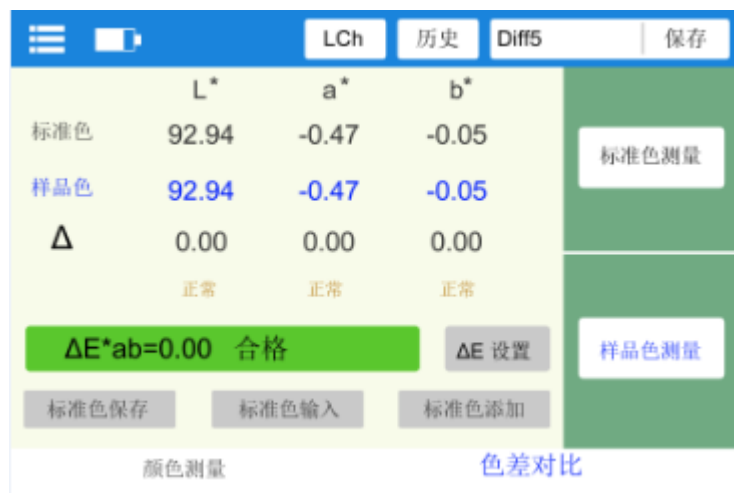 LCh 历史 Diff5 保存
L* a* b*
标准色 92.94 -0.47 -0.05
标准色测量
样品色 92.94 -0.47 -0.05
Δ 0.00 0.00 0.00
正常 正常 正常
ΔE*ab=0.00 合格 ΔE 设置
样品色测量
标准色保存 标准色输入 标准色添加
颜色测量 色差对比